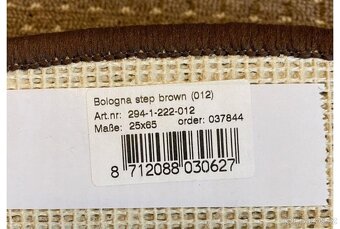 Bologna step brown (012)
Art.nr: 294-1-222-012
Maße: 25x65 order: 037844
8 712088 030627